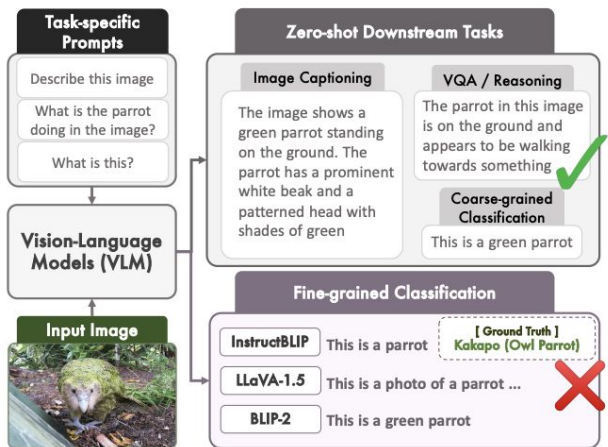 Task-specific
Prompts
Describe this image
What is the parrot
doing in the image?
What is this?
Vision-Language
Models (VLM)
Input Image
Zero-shot Downstream Tasks
Image Captioning
The image shows a
green parrot standing
on the ground. The
parrot has a prominent
white beak and a
patterned head with
shades of green
VQA / Reasoning
The parrot in this image
is on the ground and
appears to be walking
towards something
Coarse-grained
Classification
This is a green parrot
Fine-grained Classification
[ Ground Truth ]
Kakapo (Owl Parrot)
InstructBLIP
This is a parrot
LLaVA-1.5
This is a photo of a parrot ...
BLIP-2
This is a green parrot